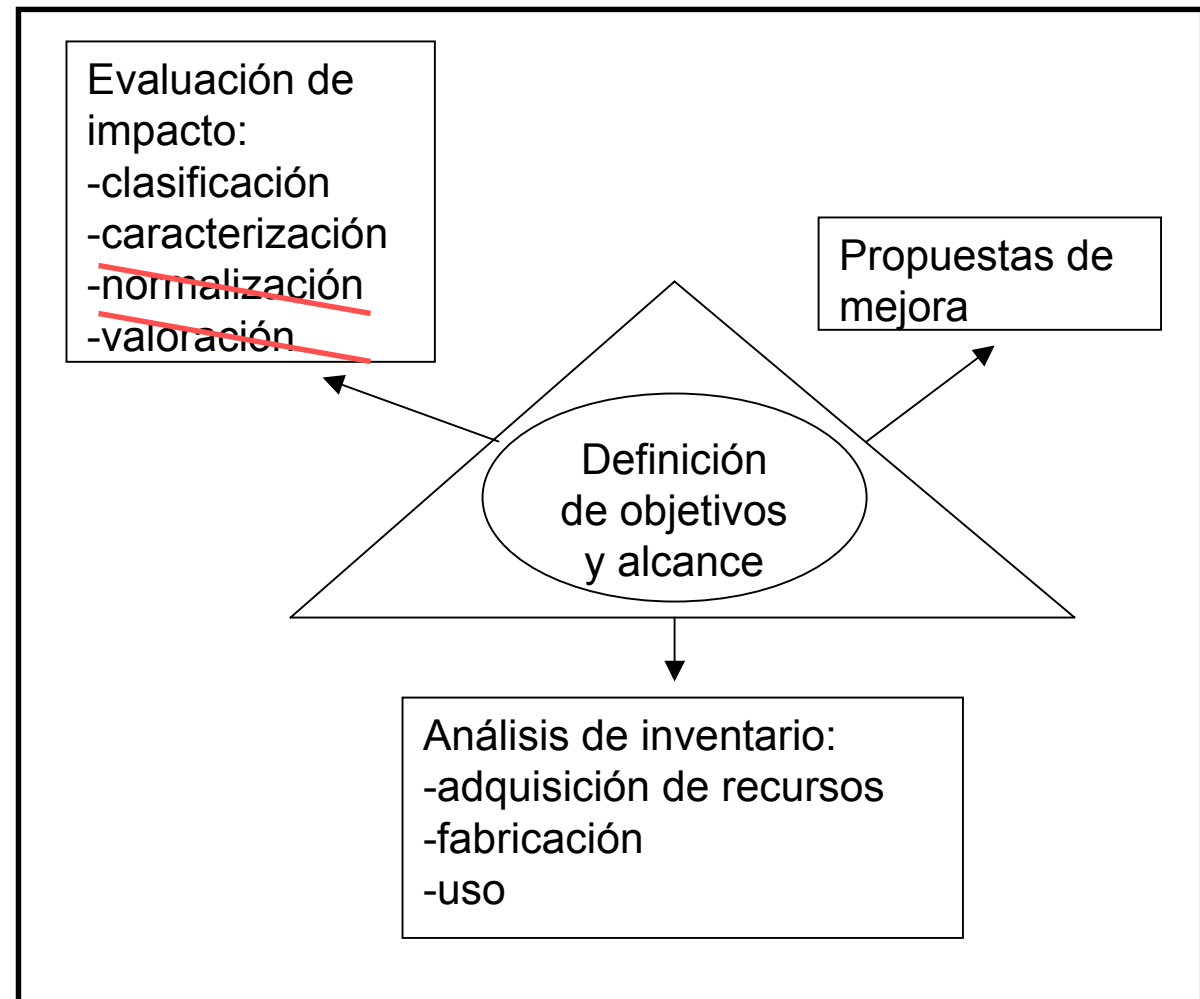 Evaluación de
impacto:
-clasificación
-caracterización
-normalización
-valoración
Propuestas de
mejora
Definición
de objetivos
y alcance
Análisis de inventario:
-adquisición de recursos
-fabricación
-uso